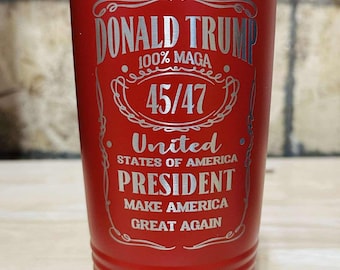 DONALD TRUMP
100% MAGA
45/47
United
STATES OF AMERICA
PRESIDENT
MAKE AMERICA
GREAT AGAIN